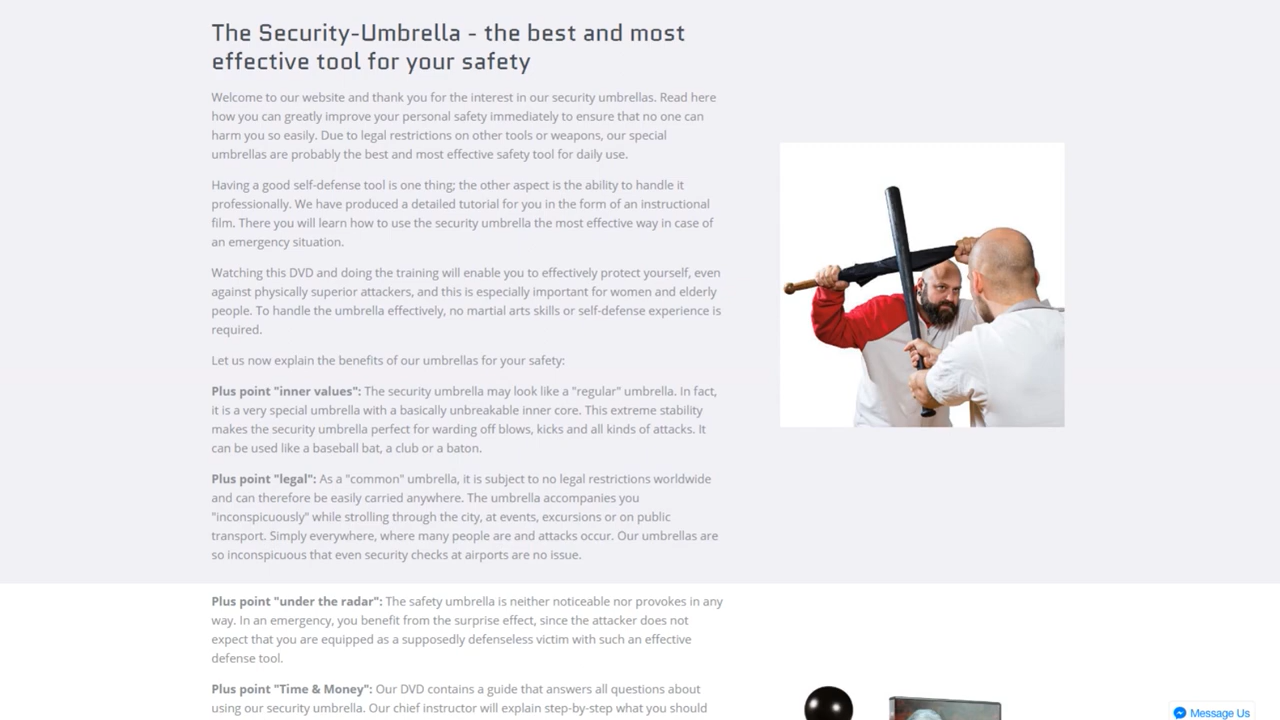 The Security-Umbrella - the best and most
effective tool for your safety
Welcome to our website and thank you for the interest in our security umbrellas. Read here
how you can greatly improve your personal safety immediately to ensure that no one can
harm you so easily. Due to legal restrictions on other tools or weapons, our special
umbrellas are probably the best and most effective safety tool for daily use.
Having a good self-defense tool is one thing; the other aspect is the ability to handle it
professionally. We have produced a detailed tutorial for you in the form of an instructional
film. There you will learn how to use the security umbrella the most effective way in case of
an emergency situation.
Watching this DVD and doing the training will enable you to effectively protect yourself, even
against physically superior attackers, and this is especially important for women and elderly
people. To handle the umbrella effectively, no martial arts skills or self-defense experience is
required.
Let us now explain the benefits of our umbrellas for your safety:
Plus point "inner values": The security umbrella may look like a "regular" umbrella. In fact,
it is a very special umbrella with a basically unbreakable inner core. This extreme stability
makes the security umbrella perfect for warding off blows, kicks and all kinds of attacks. It
can be used like a baseball bat, a club or a baton.
Plus point "legal": As a "common" umbrella, it is subject to no legal restrictions worldwide
and can therefore be easily carried anywhere. The umbrella accompanies you
"inconspicuously" while strolling through the city, at events, excursions or on public
transport. Simply everywhere, where many people are and attacks occur. Our umbrellas are
so inconspicuous that even security checks at airports are no issue.
Plus point "under the radar": The safety umbrella is neither noticeable nor provokes in any
way. In an emergency, you benefit from the surprise effect, since the attacker does not
expect that you are equipped as a supposedly defenseless victim with such an effective
defense tool.
Plus point "Time & Money": Our DVD contains a guide that answers all questions about
using our security umbrella. Our chief instructor will explain step-by-step what you should
Message Us